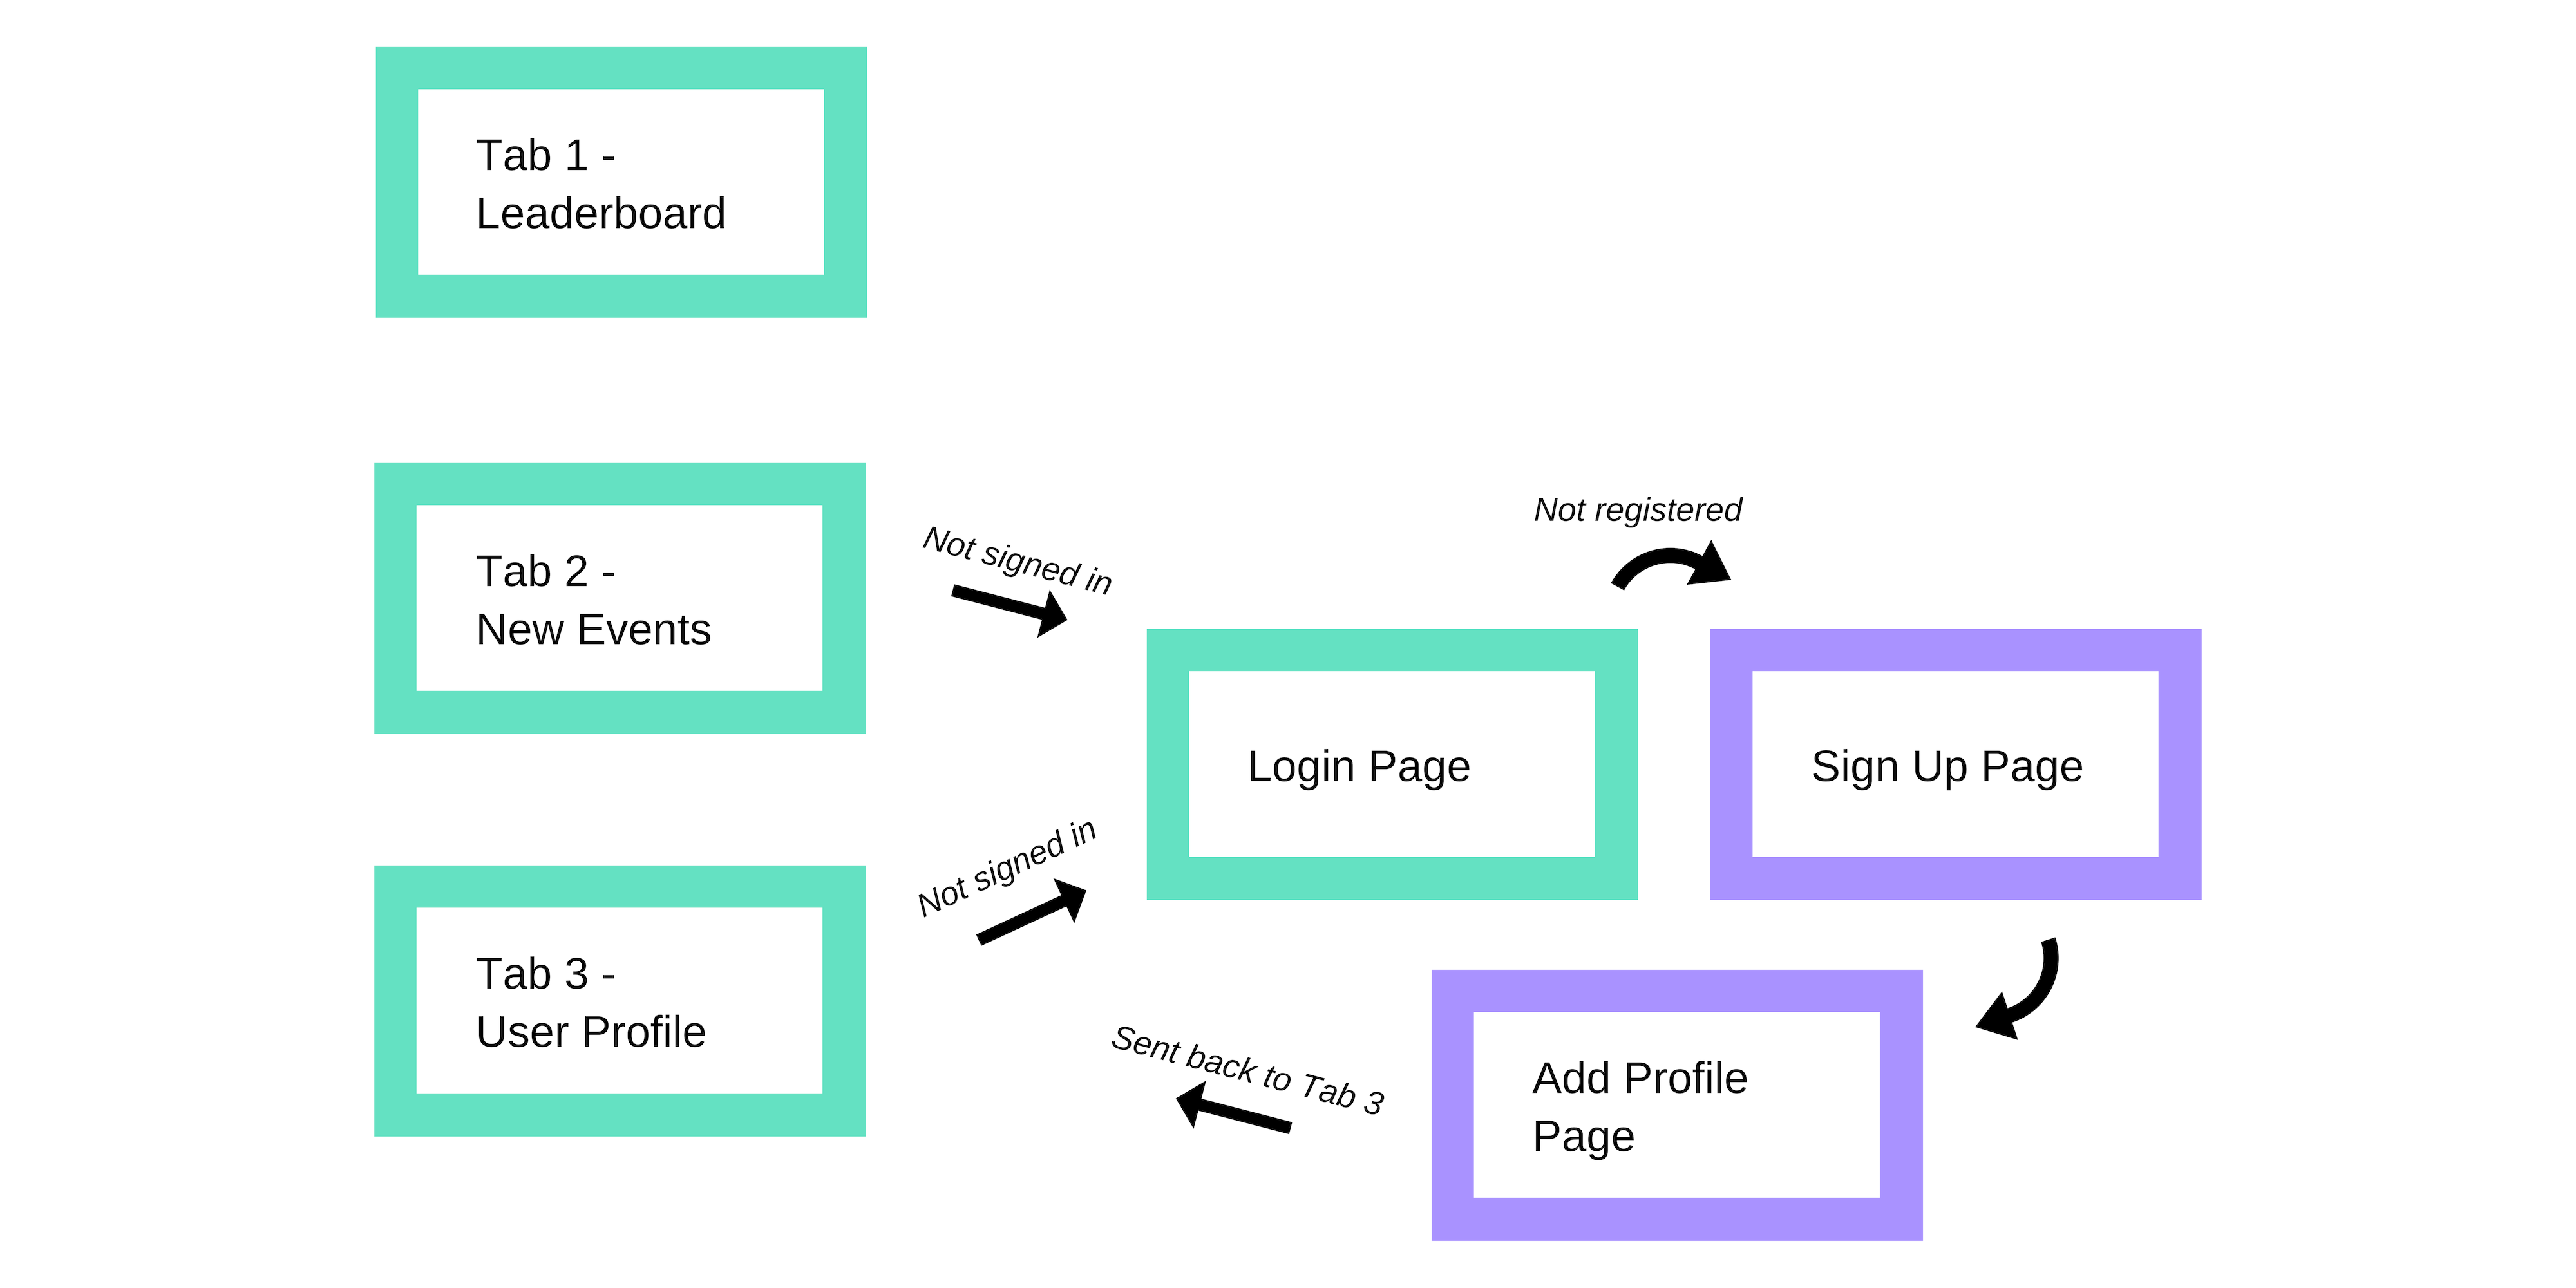 Tab 1 -
Leaderboard
Tab 2 -
New Events
Not signed in
Not registered
Login Page
Sign Up Page
Tab 3 -
User Profile
Not signed in
Sent back to Tab 3
Add Profile
Page